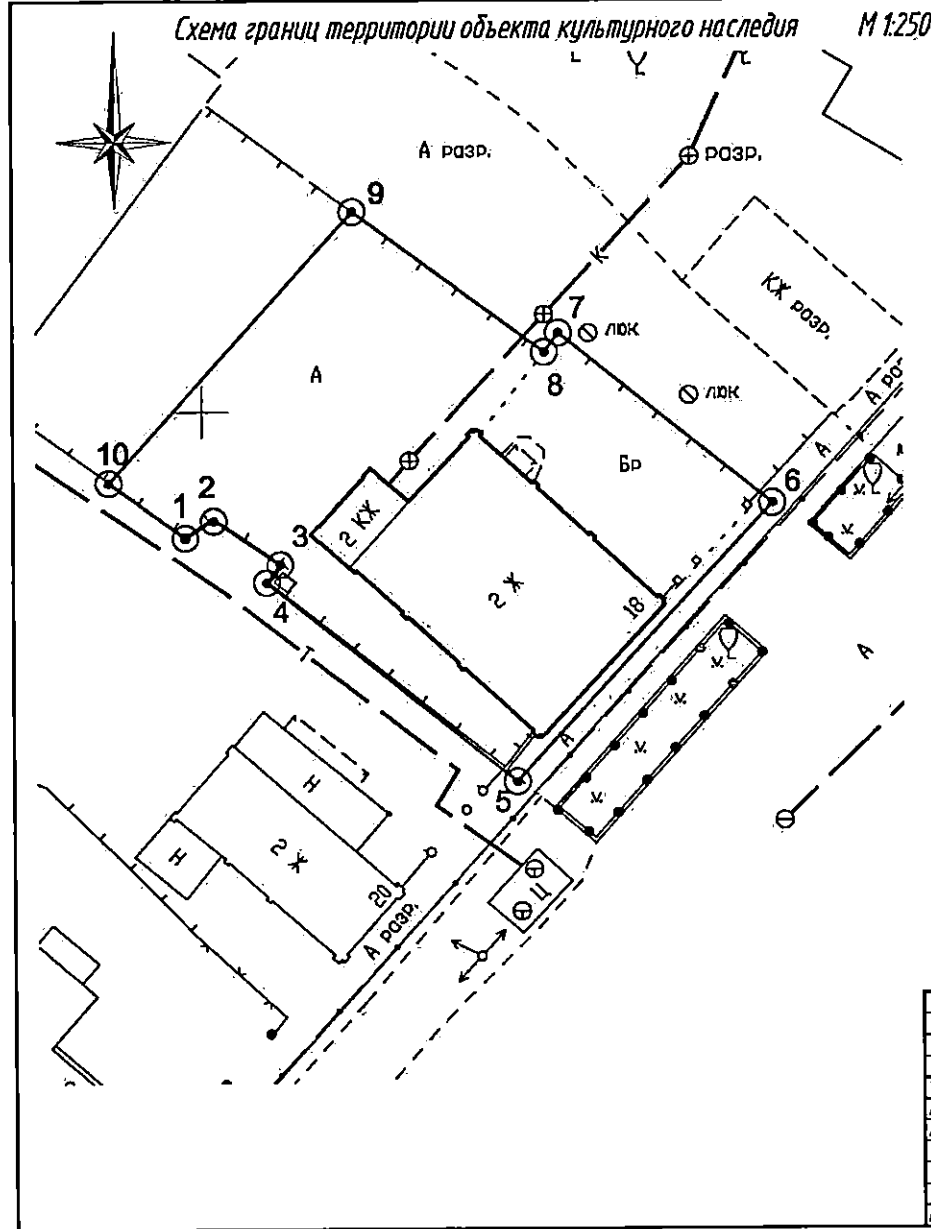 Схема границ территории объекта культурного наследия М 1:250
А разр.
разр.
9
К
КЖ разр.
7
люк
8
А
люк
А
Бр
10
2
6
1
3
2 КЖ
4
2 Ж
18
Т
А
А
5
Н
2 Ж
Н
20
Ц
А разр.